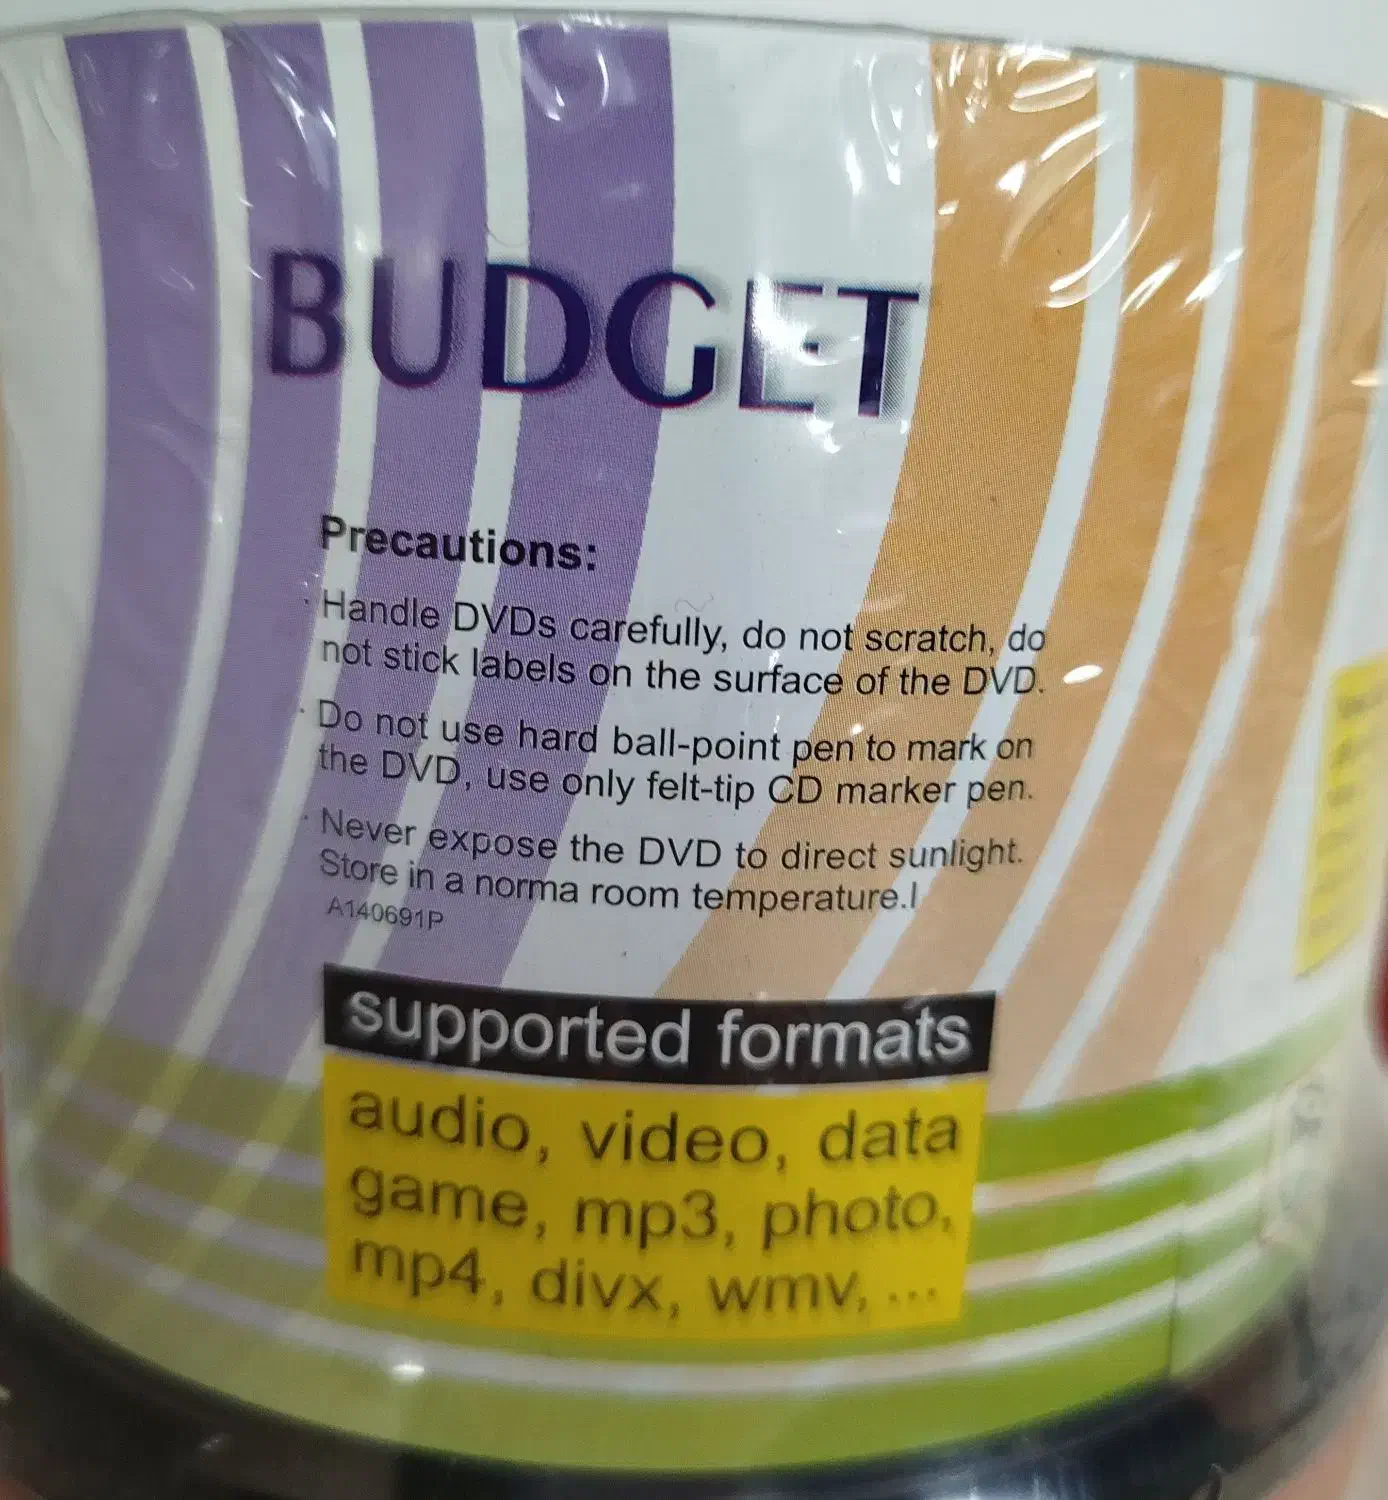 BUDGET
Precautions:
· Handle DVDs carefully, do not scratch, do
not stick labels on the surface of the DVD.
· Do not use hard ball-point pen to mark on
the DVD, use only felt-tip CD marker pen.
· Never expose the DVD to direct sunlight.
Store in a norma room temperature.l
A140691P
supported formats
audio, video, data
game, mp3, photo,
mp4, divx, wmv, ...